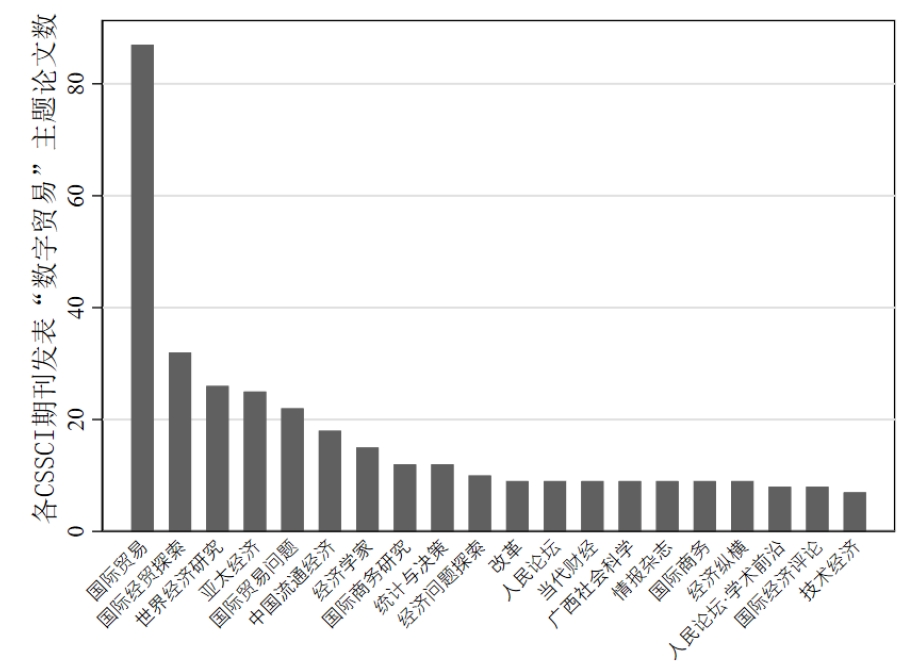 各CSSCI期刊发表“数字贸易”主题论文数
80
60
40
20
0
国际贸易
国际经贸探索
世界经济研究
亚太经济
国际贸易问题
中国流通经济
经济学家
国际商务研究
统计与决策
经济问题探索
改革
人民论坛
当代财经
广西社会科学
情报杂志
国际商务
经济纵横
人民论坛·学术前沿
国际经济评论
技术经济